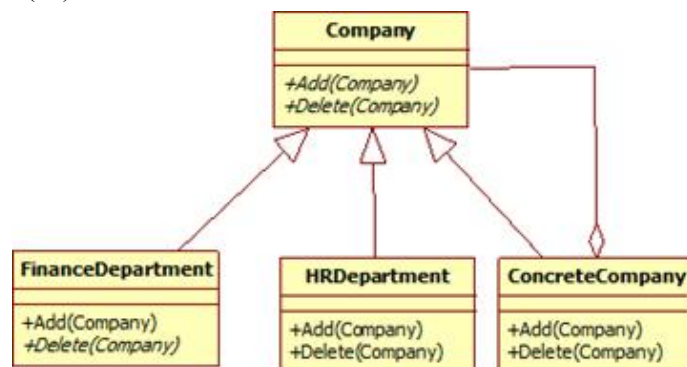 Company
+Add(Company)
+Delete(Company)
FinanceDepartment
+Add(Company)
+Delete(Company)
HRDepartment
+Add(Company)
+Delete(Company)
ConcreteCompany
+Add(Company)
+Delete(Company)